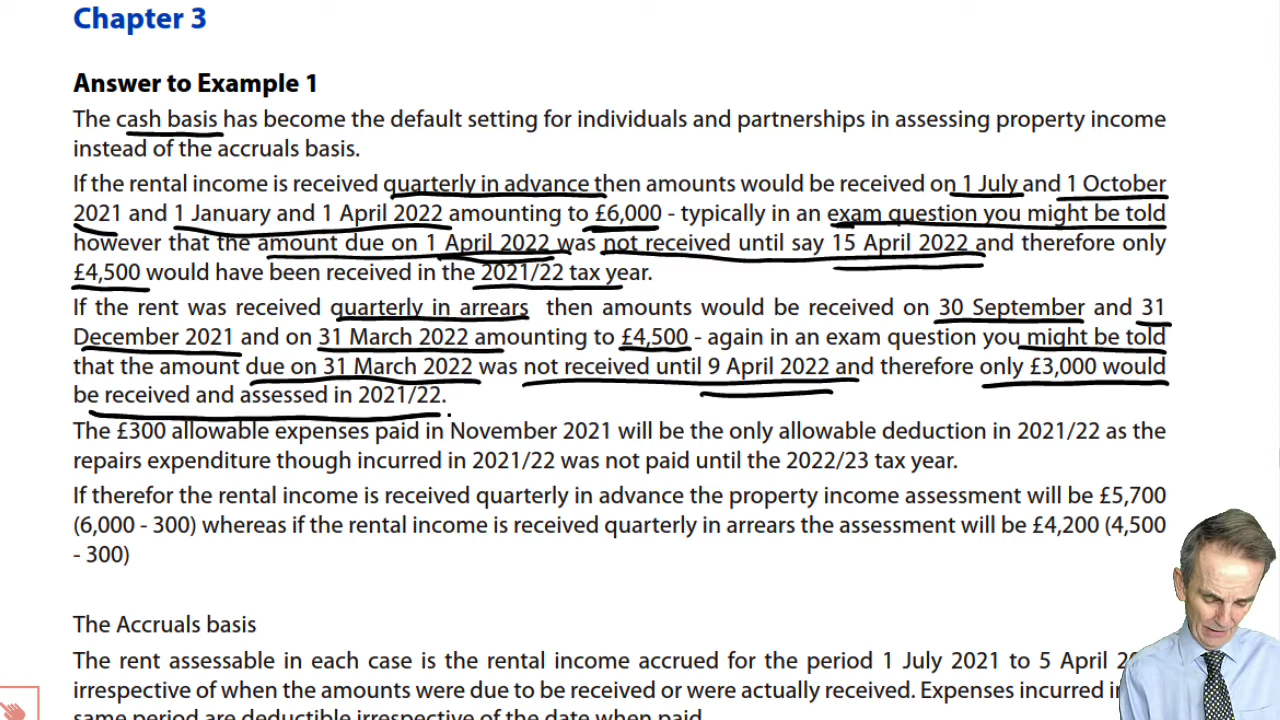 Chapter 3
Answer to Example 1
The cash basis has become the default setting for individuals and partnerships in assessing property income
instead of the accruals basis.
If the rental income is received quarterly in advance then amounts would be received on 1 July and 1 October
2021 and 1 January and 1 April 2022 amounting to £6,000 - typically in an exam question you might be told
however that the amount due on 1 April 2022 was not received until say 15 April 2022 and therefore only
£4,500 would have been received in the 2021/22 tax year.
If the rent was received quarterly in arrears then amounts would be received on 30 September and 31
December 2021 and on 31 March 2022 amounting to £4,500 - again in an exam question you might be told
that the amount due on 31 March 2022 was not received until 9 April 2022 and therefore only £3,000 would
be received and assessed in 2021/22.
The £300 allowable expenses paid in November 2021 will be the only allowable deduction in 2021/22 as the
repairs expenditure though incurred in 2021/22 was not paid until the 2022/23 tax year.
If therefor the rental income is received quarterly in advance the property income assessment will be £5,700
(6,000 - 300) whereas if the rental income is received quarterly in arrears the assessment will be £4,200 (4,500
- 300)
The Accruals basis
The rent assessable in each case is the rental income accrued for the period 1 July 2021 to 5 April
irrespective of when the amounts were due to be received or were actually received. Expenses incurred
same period are deductible irrespective of the date when paid